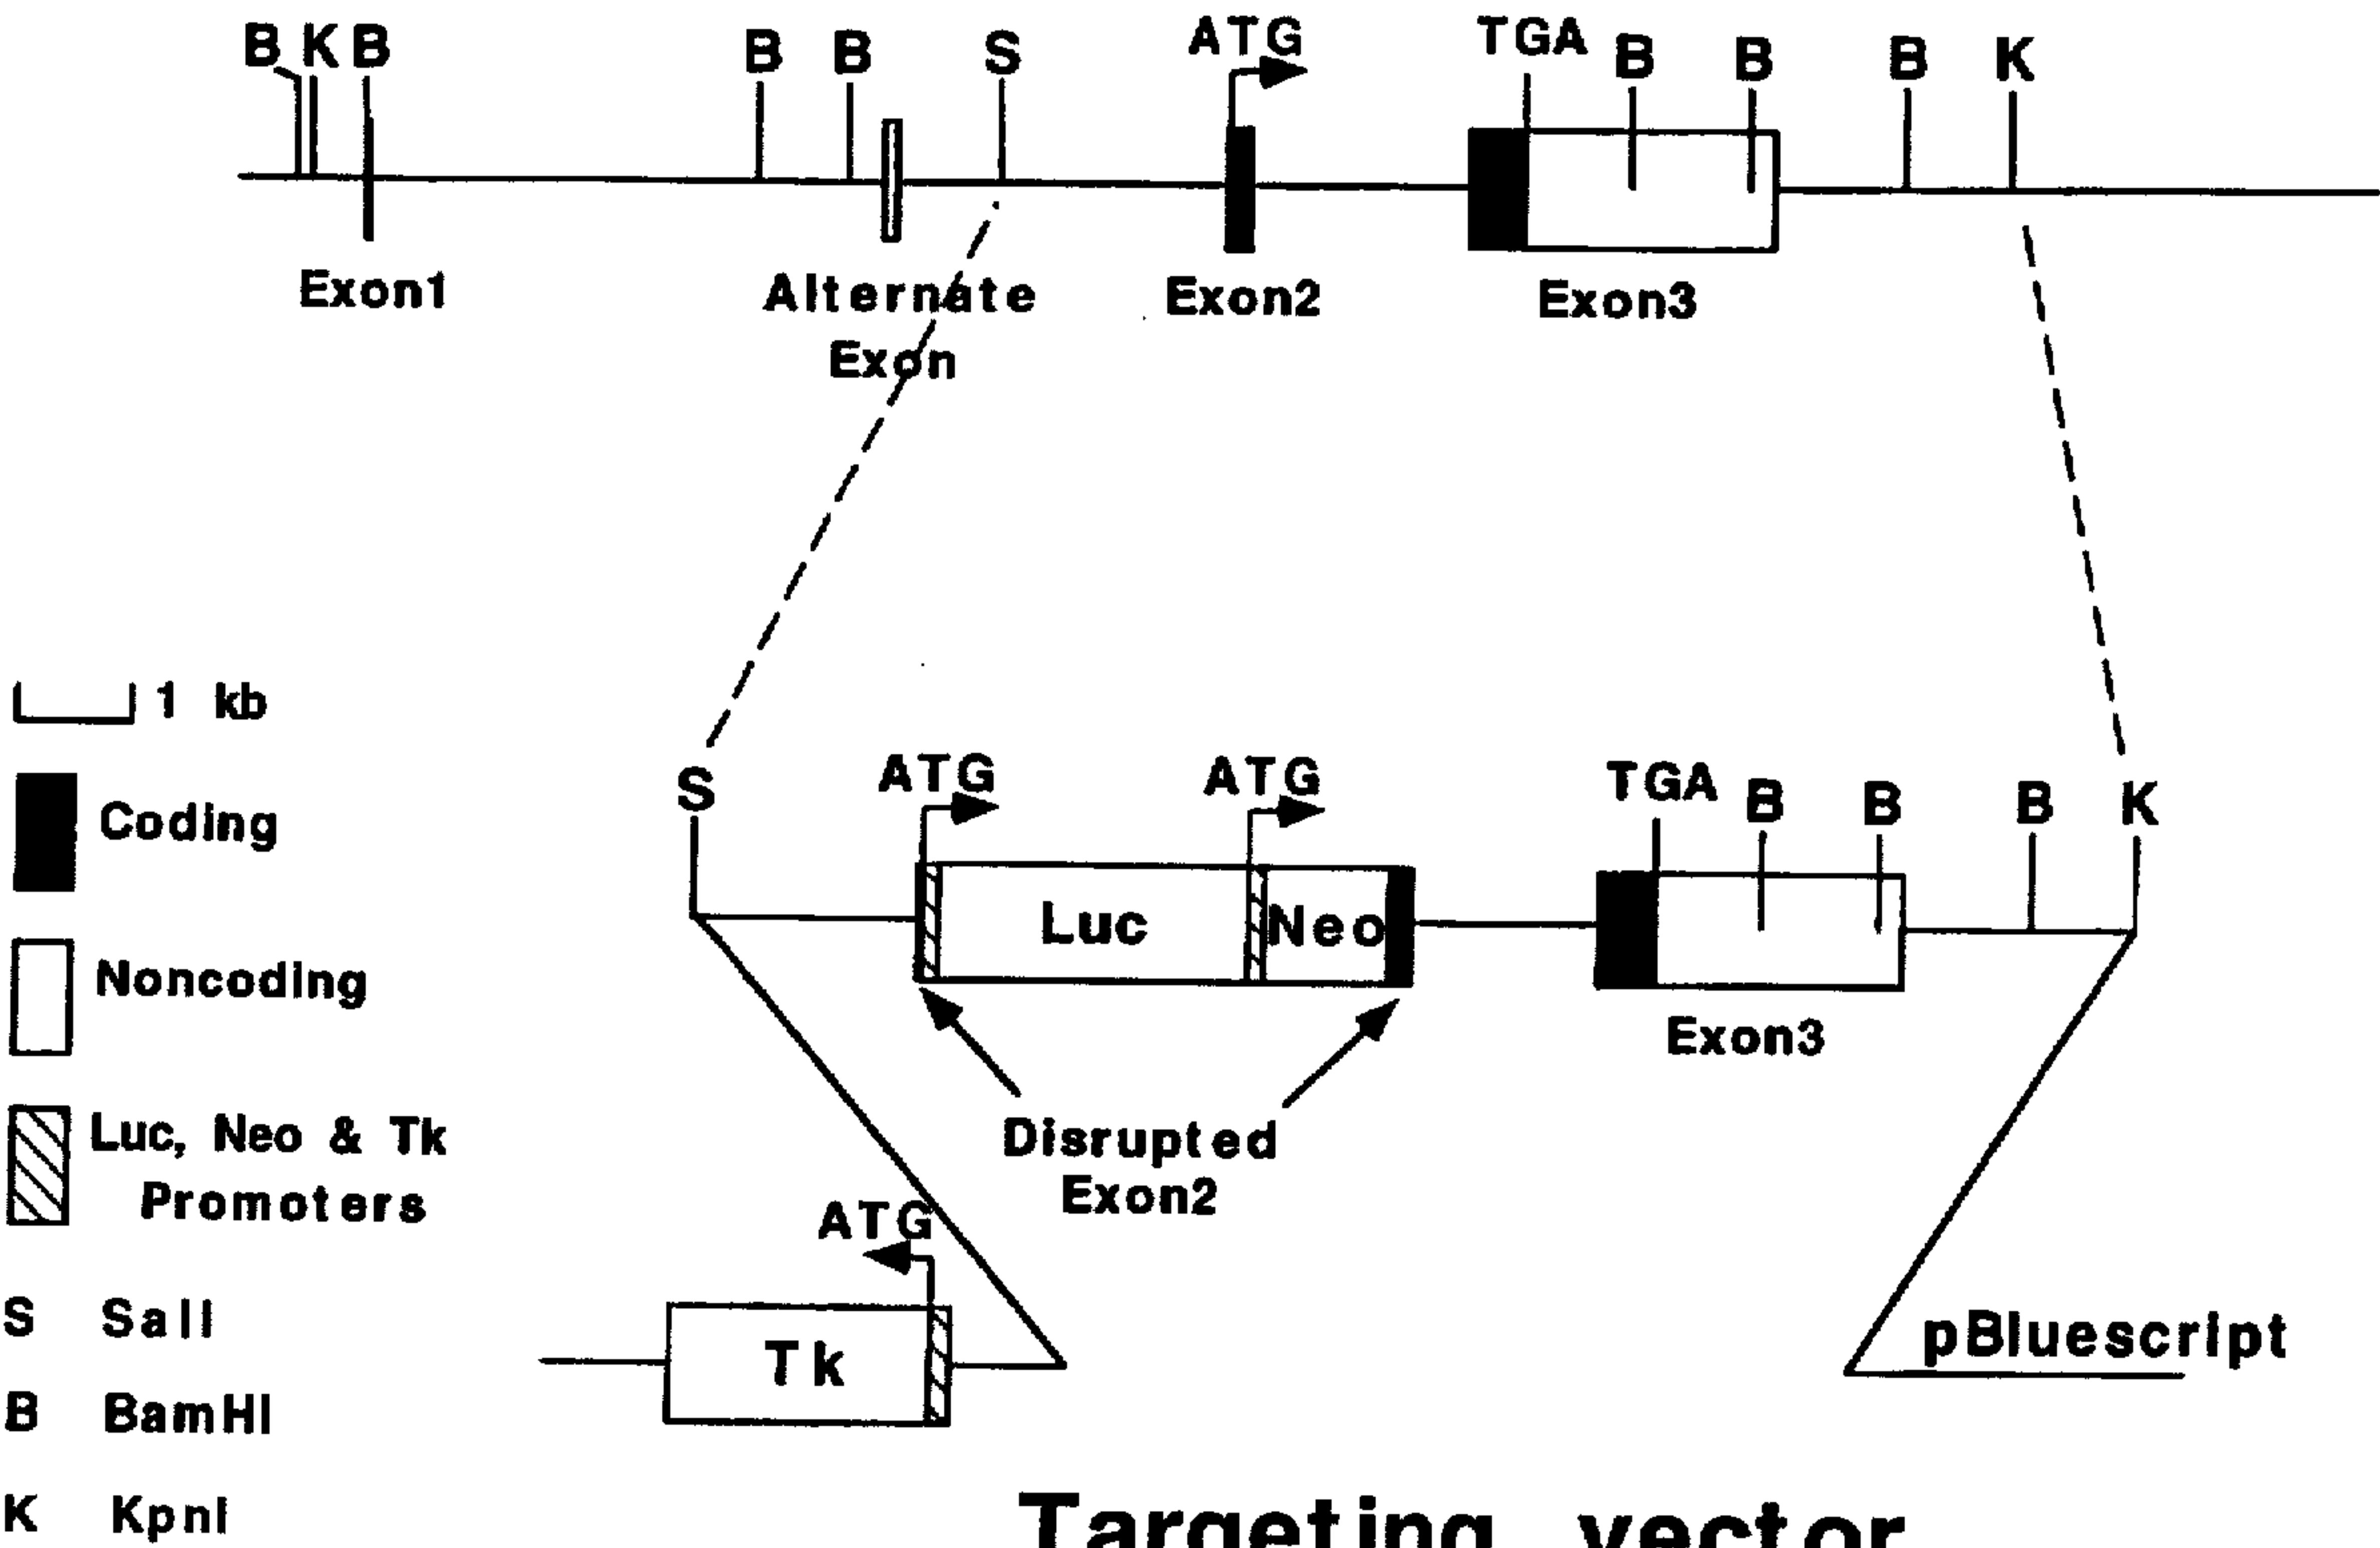 B K B B B S ATG TGA B B B K
Exon1 Alternate Exon2 Exon3
Exon
1 kb
S ATG ATG TGA B B B K
Coding
Luc Neo
Noncoding
Exon3
Luc, Neo & Tk
Promoters
Disrupted
Exon2
ATG
S SalI
Tk
pBluescript
B BamHI
K KpnI
Targeting vector